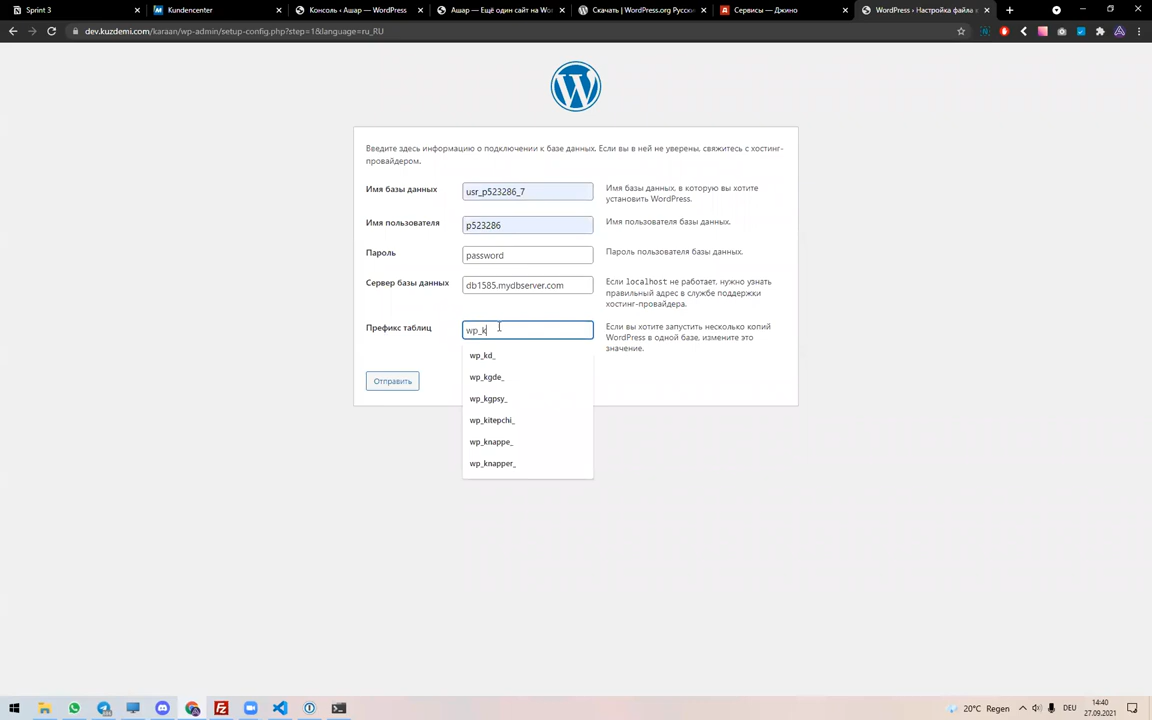 Sprint 3
Kundencenter
Консоль ‹ Ашар — WordPress
Ашар — Ещё один сайт на Wo
Скачать | WordPress.org Русски
Сервисы — Джино
WordPress › Настройка файла
dev.kuzdemi.com/karaan/wp-admin/setup-config.php?step=1&language=ru_RU
Введите здесь информацию о подключении к базе данных. Если вы в ней не уверены, свяжитесь с хостинг-
провайдером.
Имя базы данных
usr_p523286_7
Имя базы данных, в которую вы хотите
установить WordPress.
Имя пользователя
p523286
Имя пользователя базы данных.
Пароль
password
Пароль пользователя базы данных.
Сервер базы данных
db1585.mydbserver.com
Если localhost не работает, нужно узнать
правильный адрес в службе поддержки
хостинг-провайдера.
Префикс таблиц
wp_k
Если вы хотите запустить несколько копий
WordPress в одной базе, измените это
значение.
wp_kd_
wp_kgde_
wp_kgpsy_
wp_kitepchi_
wp_knappe_
wp_knapper_
Отправить
20°C Regen
DEU
14:40
27.09.2021